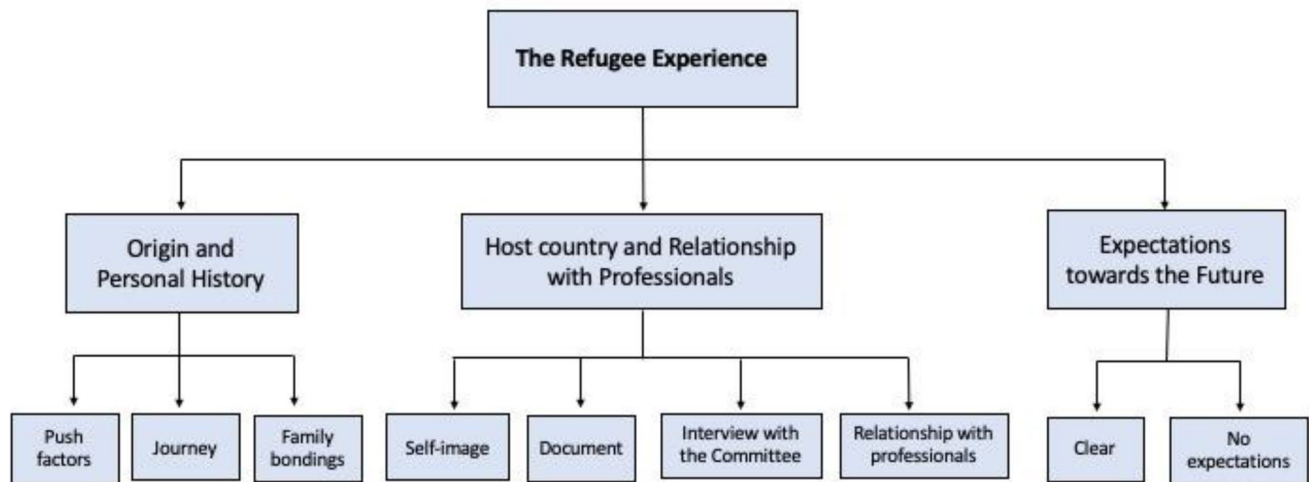 The Refugee Experience
Origin and
Personal History
Host country and Relationship
with Professionals
Expectations
towards the Future
Push
factors
Journey
Family
bondings
Self-image
Document
Interview with
the Committee
Relationship with
professionals
Clear
No
expectations